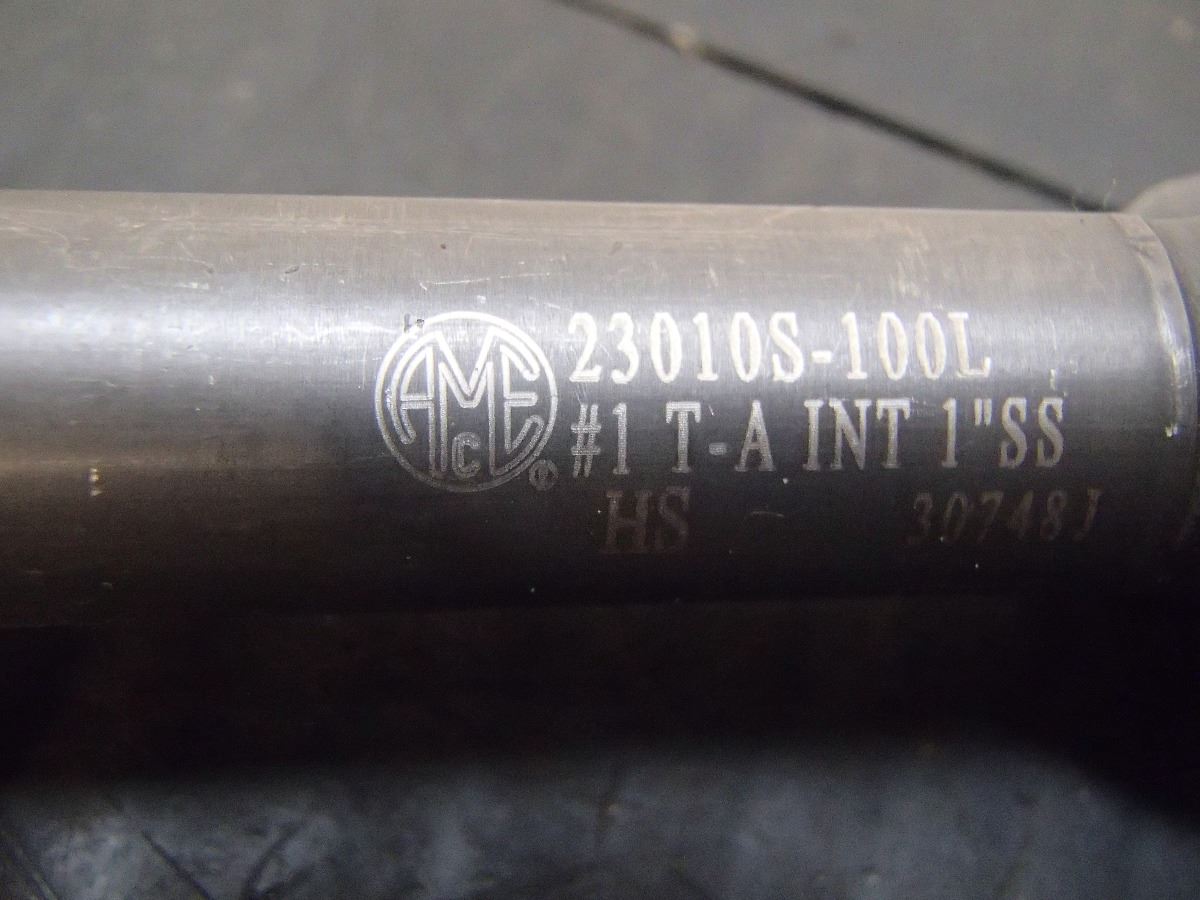 AMEC ®
23010S-100L
#1 T-A INT 1"SS
HS 30748J